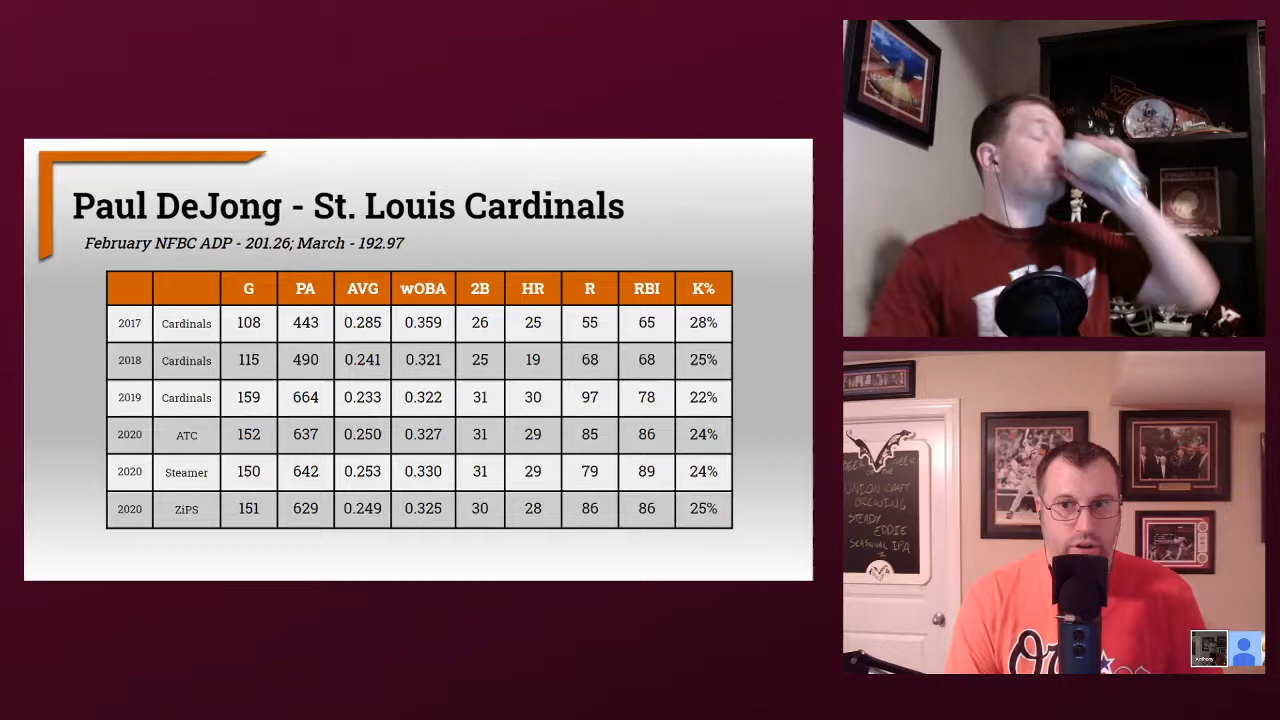 Paul DeJong - St. Louis Cardinals
February NFBC ADP - 201.26; March - 192.97
G PA AVG wOBA 2B HR R RBI K%
2017 Cardinals 108 443 0.285 0.359 26 25 55 65 28%
2018 Cardinals 115 490 0.241 0.321 25 19 68 68 25%
2019 Cardinals 159 664 0.233 0.322 31 30 97 78 22%
2020 ATC 152 637 0.250 0.327 31 29 85 86 24%
2020 Steamer 150 642 0.253 0.330 31 29 79 89 24%
2020 ZiPS 151 629 0.249 0.325 30 28 86 86 25%
UNION CRAFT
BREWING
STEADY
EDDIE
SEASONAL IPA
Anthony